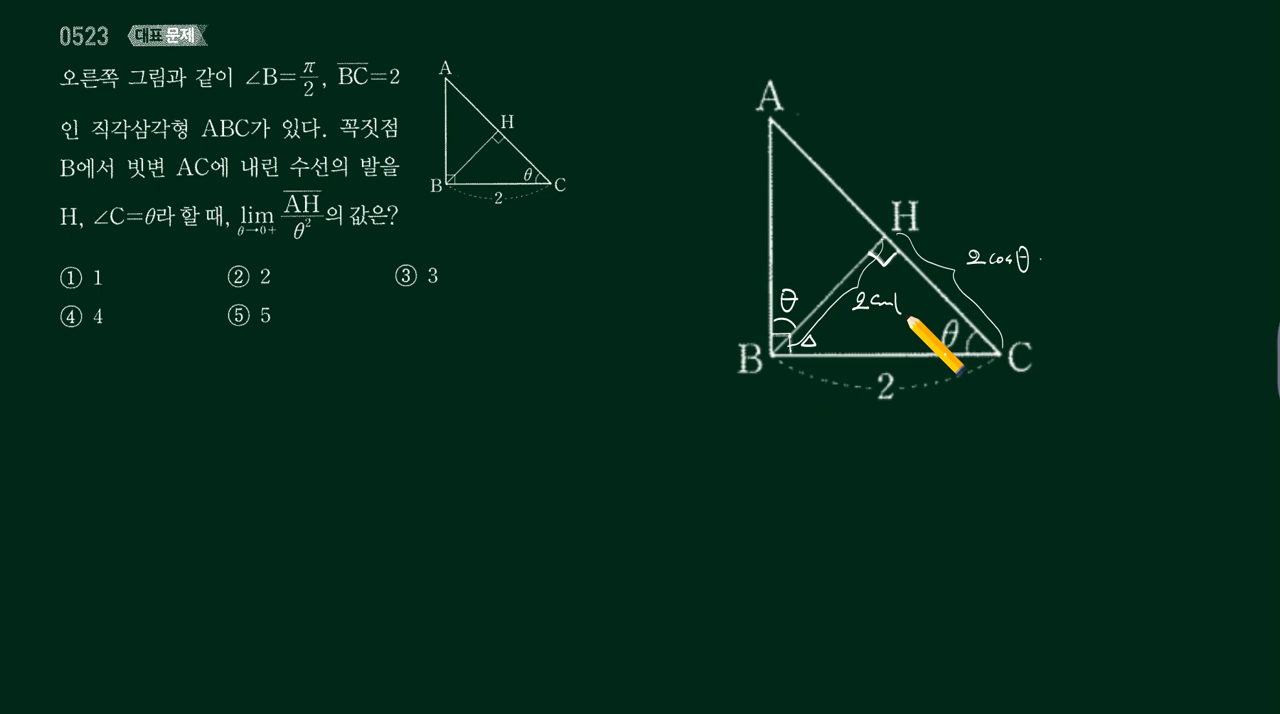 0523 대표 문제
오른쪽 그림과 같이 ∠B=π/2, BC=2
인 직각삼각형 ABC가 있다. 꼭짓점
B에서 빗변 AC에 내린 수선의 발을
H, ∠C=θ라 할 때, lim θ→0+ AH/θ² 의 값은?
① 1 ② 2 ③ 3
④ 4 ⑤ 5
A
H
B
θ
C
2
A
H
2cosθ
θ
θ
B
C
2